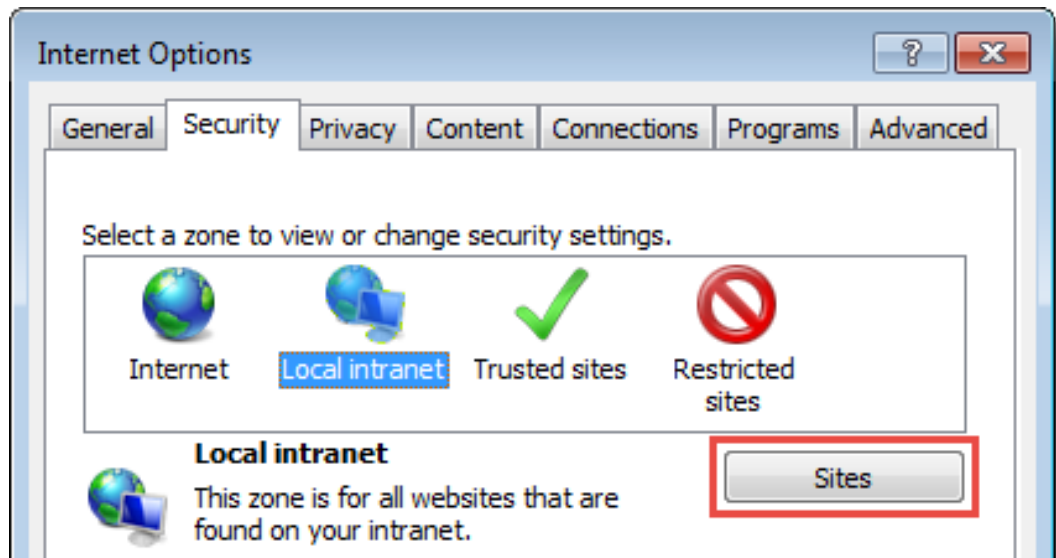 Internet Options
General Security Privacy Content Connections Programs Advanced
Select a zone to view or change security settings.
Internet Local intranet Trusted sites Restricted
sites
Local intranet
Sites
This zone is for all websites that are
found on your intranet.